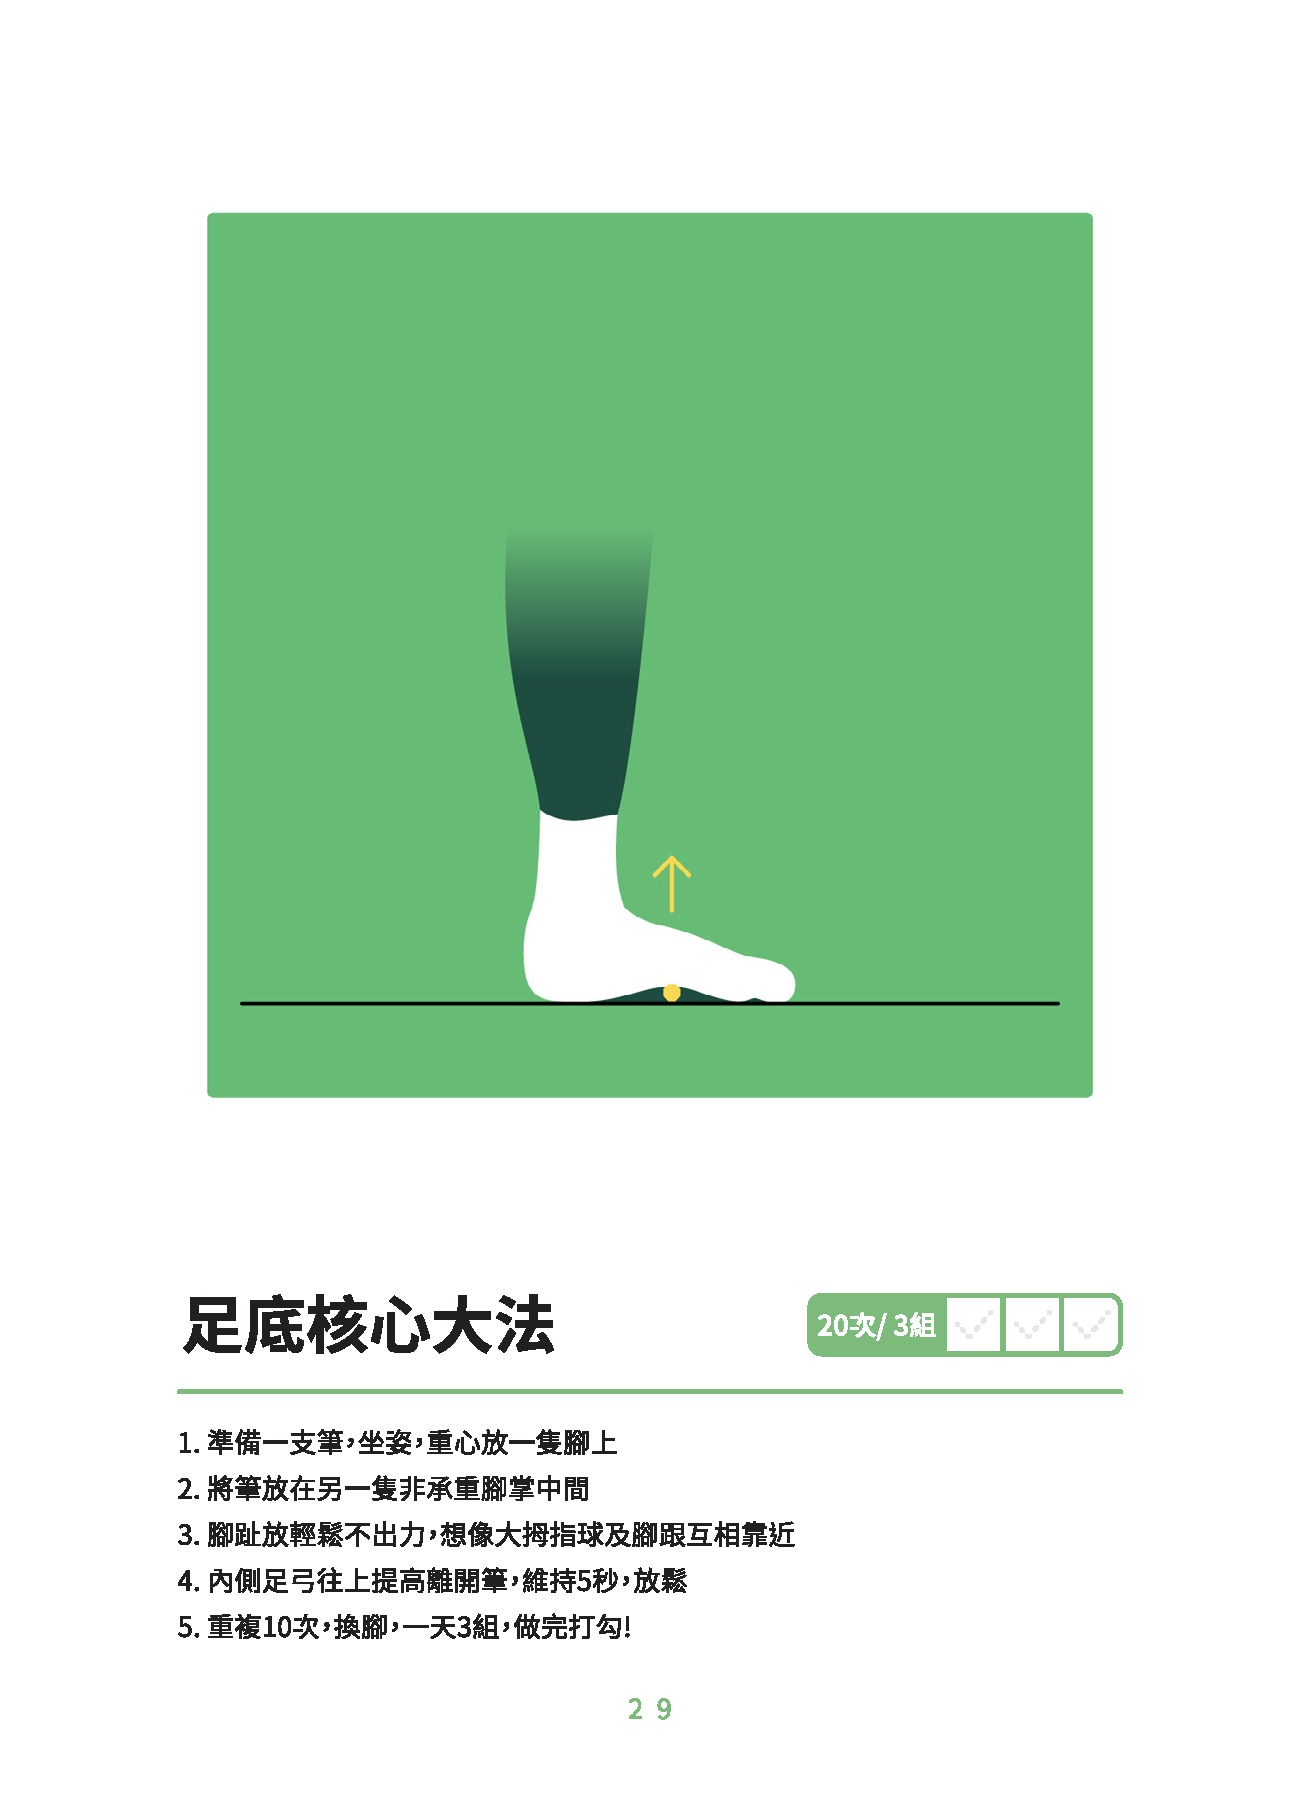 足底核心大法
20次/ 3組
1. 準備一支筆，坐姿，重心放一隻腳上
2. 將筆放在另一隻非承重腳掌中間
3. 腳趾放輕鬆不出力，想像大拇指球及腳跟互相靠近
4. 內側足弓往上提高離開筆，維持5秒，放鬆
5. 重複10次，換腳，一天3組，做完打勾!
29